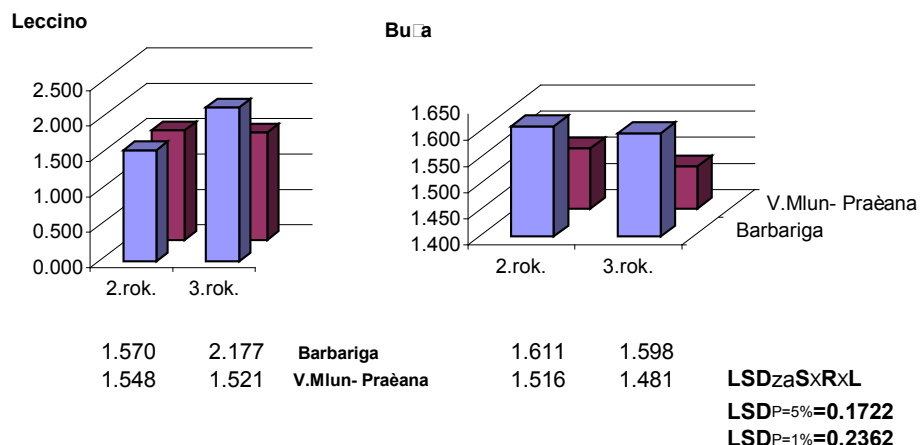 Leccino
Bu□a
2.500
2.000
1.500
1.000
0.500
0.000
2.rok.
3.rok.
1.650
1.600
1.550
1.500
1.450
1.400
2.rok.
3.rok.
V.Mlun- Praèana
Barbariga
1.570 2.177 Barbariga 1.611 1.598
1.548 1.521 V.Mlun- Praèana 1.516 1.481 LSDzaSxRxL
LSDP=5%=0.1722
LSDP=1%=0.2362